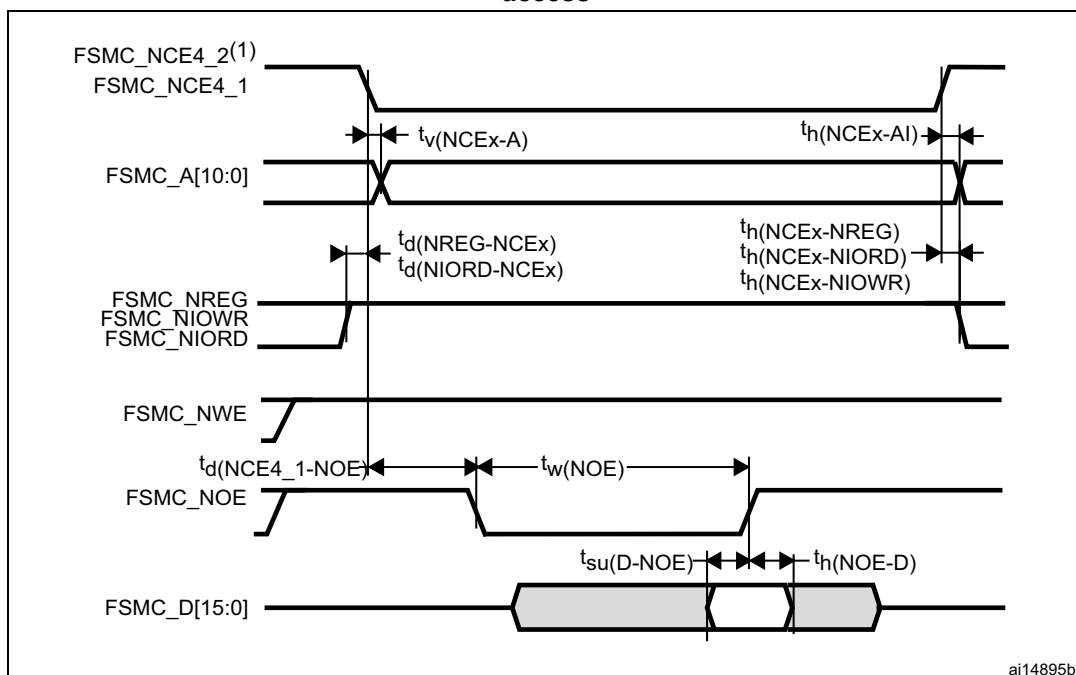 access
FSMC_NCE4_2(1)
FSMC_NCE4_1
tv(NCEx-A)
th(NCEx-AI)
FSMC_A[10:0]
td(NREG-NCEx)
td(NIORD-NCEx)
th(NCEx-NREG)
th(NCEx-NIORD)
th(NCEx-NIOWR)
FSMC_NREG
FSMC_NIOWR
FSMC_NIORD
FSMC_NWE
td(NCE4_1-NOE)
tw(NOE)
FSMC_NOE
tsu(D-NOE)
th(NOE-D)
FSMC_D[15:0]
ai14895b